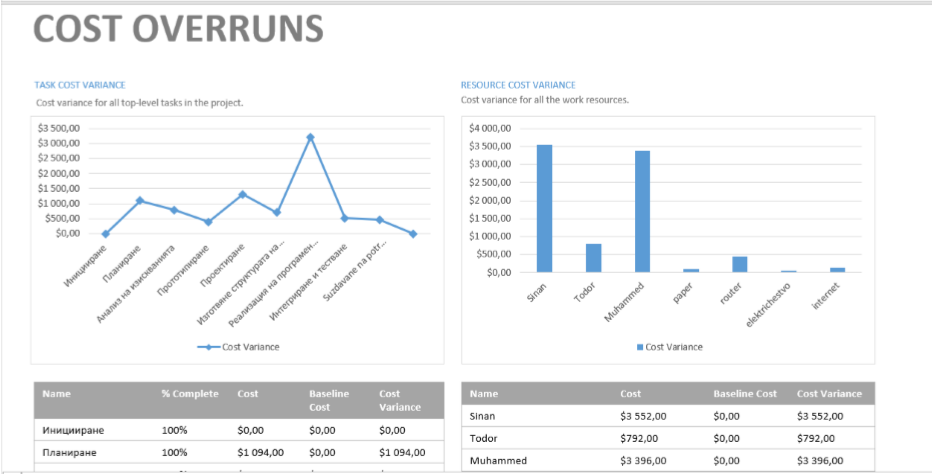 COST OVERRUNS
TASK COST VARIANCE
Cost variance for all top-level tasks in the project.
$3 500,00
$3 000,00
$2 500,00
$2 000,00
$1 500,00
$1 000,00
$500,00
$0,00
Иницииране
Планиране
Анализ на изискванията
Прототипиране
Проектиране
Изготвяне структурата на...
Реализация на програмен...
Интегриране и тестване
Suzdavane na potr...
Cost Variance
Name % Complete Cost Baseline Cost Cost Variance
Иницииране 100% $0,00 $0,00 $0,00
Планиране 100% $1 094,00 $0,00 $1 094,00
RESOURCE COST VARIANCE
Cost variance for all the work resources.
$4 000,00
$3 500,00
$3 000,00
$2 500,00
$2 000,00
$1 500,00
$1 000,00
$500,00
$0,00
Sinan
Todor
Muhammed
paper
router
elektrichestvo
internet
Cost Variance
Name Cost Baseline Cost Cost Variance
Sinan $3 552,00 $0,00 $3 552,00
Todor $792,00 $0,00 $792,00
Muhammed $3 396,00 $0,00 $3 396,00